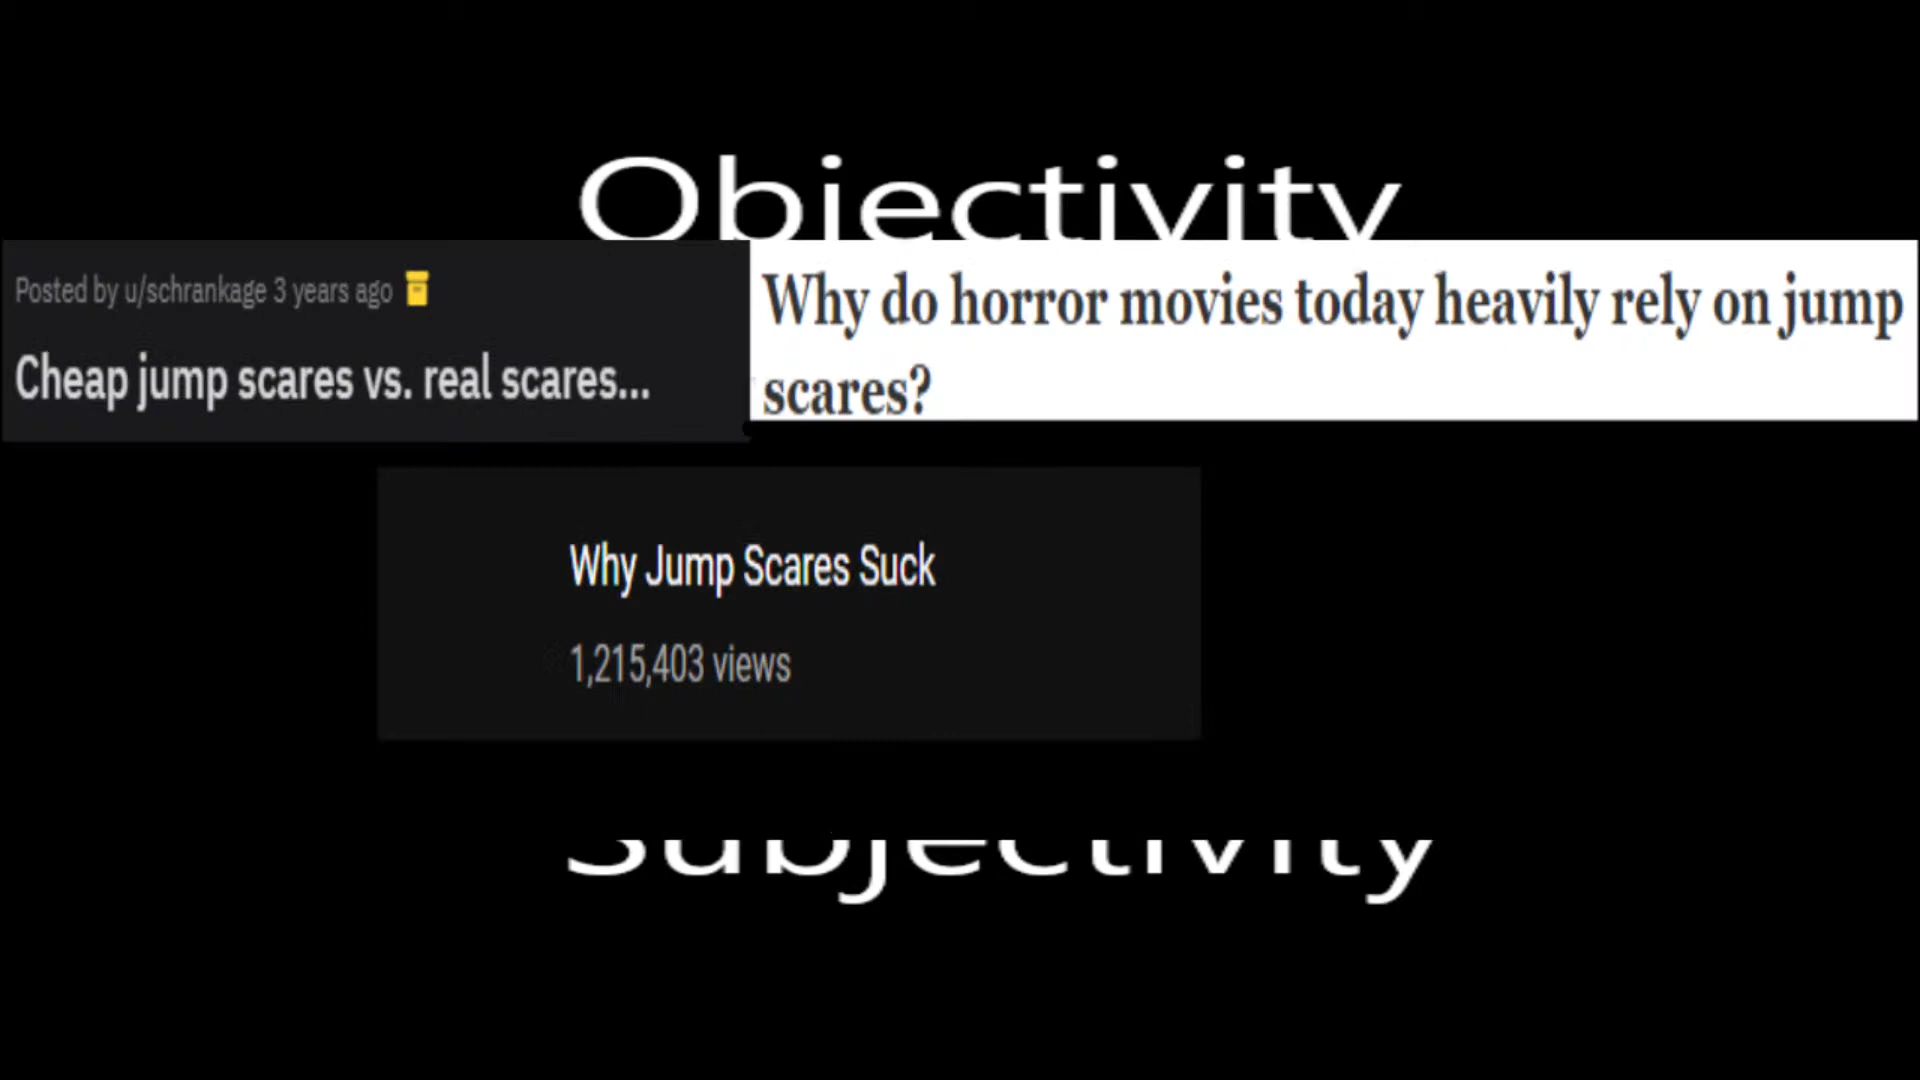 Objectivity
Posted by u/schrankage 3 years ago
Cheap jump scares vs. real scares...
Why do horror movies today heavily rely on jump
scares?
Why Jump Scares Suck
1,215,403 views
Subjectivity